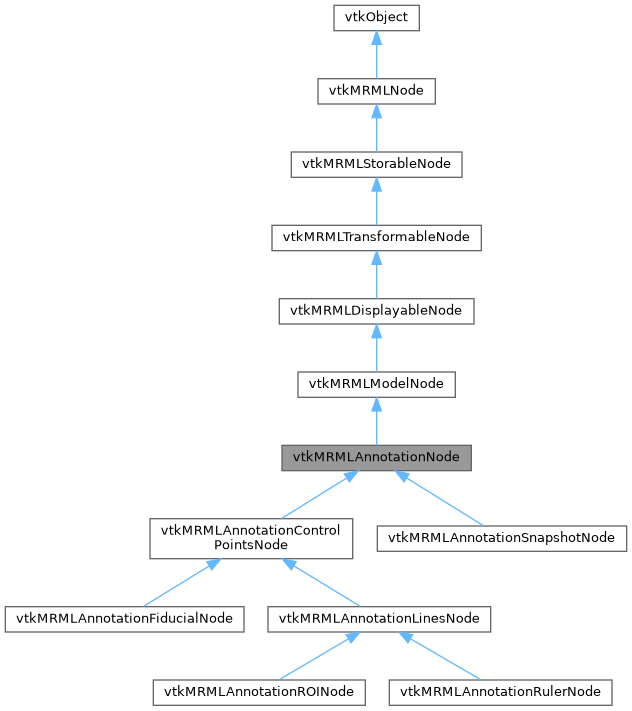 vtkObject
vtkMRMLNode
vtkMRMLStorableNode
vtkMRMLTransformableNode
vtkMRMLDisplayableNode
vtkMRMLModelNode
vtkMRMLAnnotationNode
vtkMRMLAnnotationControl
PointsNode
vtkMRMLAnnotationSnapshotNode
vtkMRMLAnnotationFiducialNode
vtkMRMLAnnotationLinesNode
vtkMRMLAnnotationROINode
vtkMRMLAnnotationRulerNode